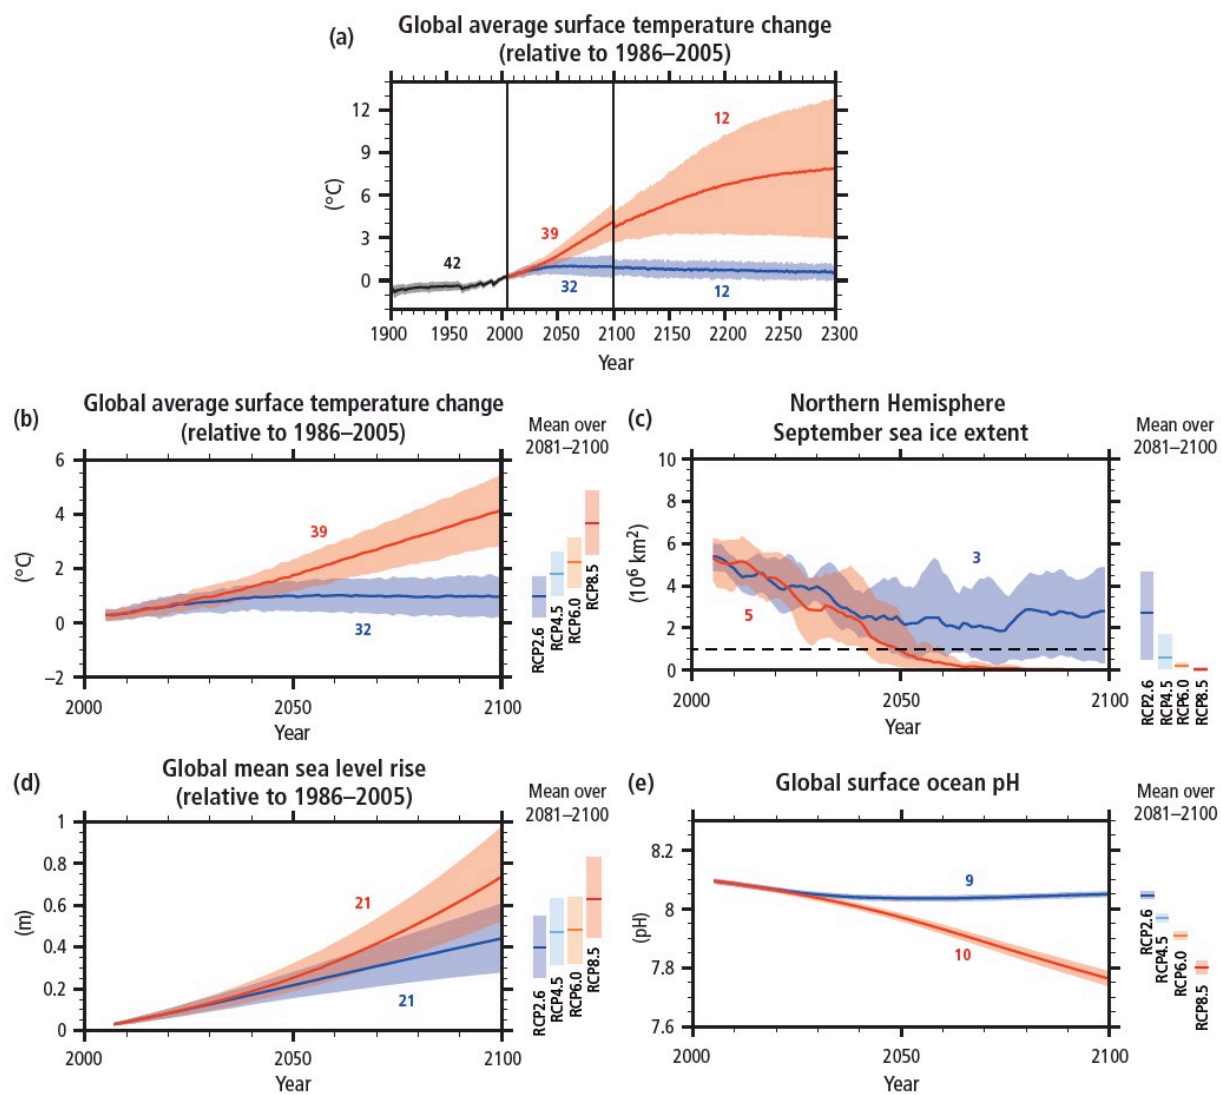 (a)
Global average surface temperature change
(relative to 1986–2005)
(°C)
12
9
6
3
0
42
39
32
12
12
1900 1950 2000 2050 2100 2150 2200 2250 2300
Year
(b)
Global average surface temperature change
(relative to 1986–2005)
Mean over
2081–2100
(°C)
6
4
2
0
−2
39
32
2000 2050 2100
Year
RCP2.6
RCP4.5
RCP6.0
RCP8.5
(c)
Northern Hemisphere
September sea ice extent
Mean over
2081–2100
(10⁶ km²)
10
8
6
4
2
0
3
5
2000 2050 2100
Year
RCP2.6
RCP4.5
RCP6.0
RCP8.5
(d)
Global mean sea level rise
(relative to 1986–2005)
Mean over
2081–2100
(m)
1
0.8
0.6
0.4
0.2
0
21
21
2000 2050 2100
Year
RCP2.6
RCP4.5
RCP6.0
RCP8.5
(e)
Global surface ocean pH
Mean over
2081–2100
(pH)
8.2
8
7.8
7.6
9
10
2000 2050 2100
Year
RCP2.6
RCP4.5
RCP6.0
RCP8.5